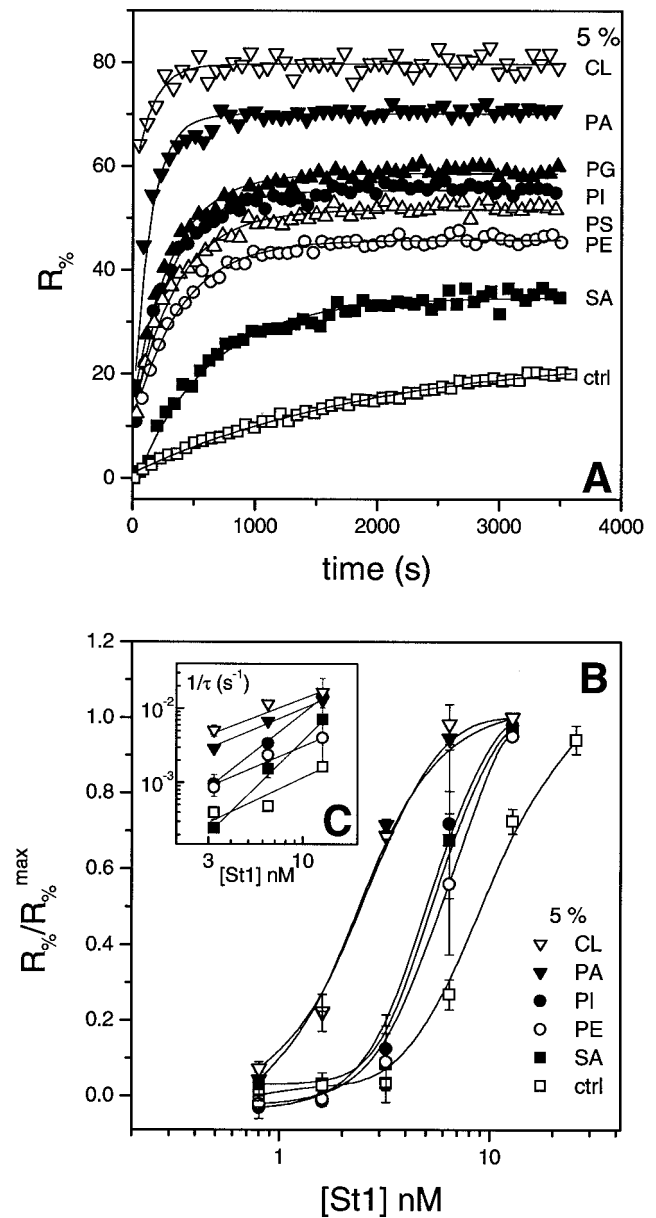 5 %
80
CL
PA
60
PG
PI
PS
PE
40
SA
20
ctrl
0
R%
A
0
1000
2000
3000
4000
time (s)
1.2
B
1/τ (s⁻¹)
10⁻²
10⁻³
C
3
10
[St1] nM
1.0
0.8
0.6
0.4
0.2
0.0
R%/R%max
5 %
CL
PA
PI
PE
SA
ctrl
1
10
[St1] nM